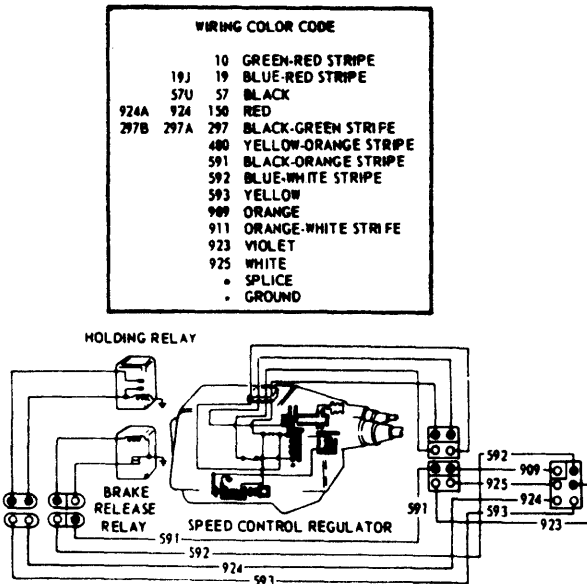 WIRING COLOR CODE
10 GREEN-RED STRIPE
19J 19 BLUE-RED STRIPE
57U 57 BLACK
924A 924 150 RED
297B 297A 297 BLACK-GREEN STRIFE
480 YELLOW-ORANGE STRIPE
591 BLACK-ORANGE STRIPE
592 BLUE-WHITE STRIPE
593 YELLOW
909 ORANGE
911 ORANGE-WHITE STRIFE
923 VIOLET
925 WHITE
• SPLICE
• GROUND
HOLDING RELAY
592
909
925
924
593
923
591
BRAKE
RELEASE
RELAY
SPEED CONTROL REGULATOR
591
592
924
593